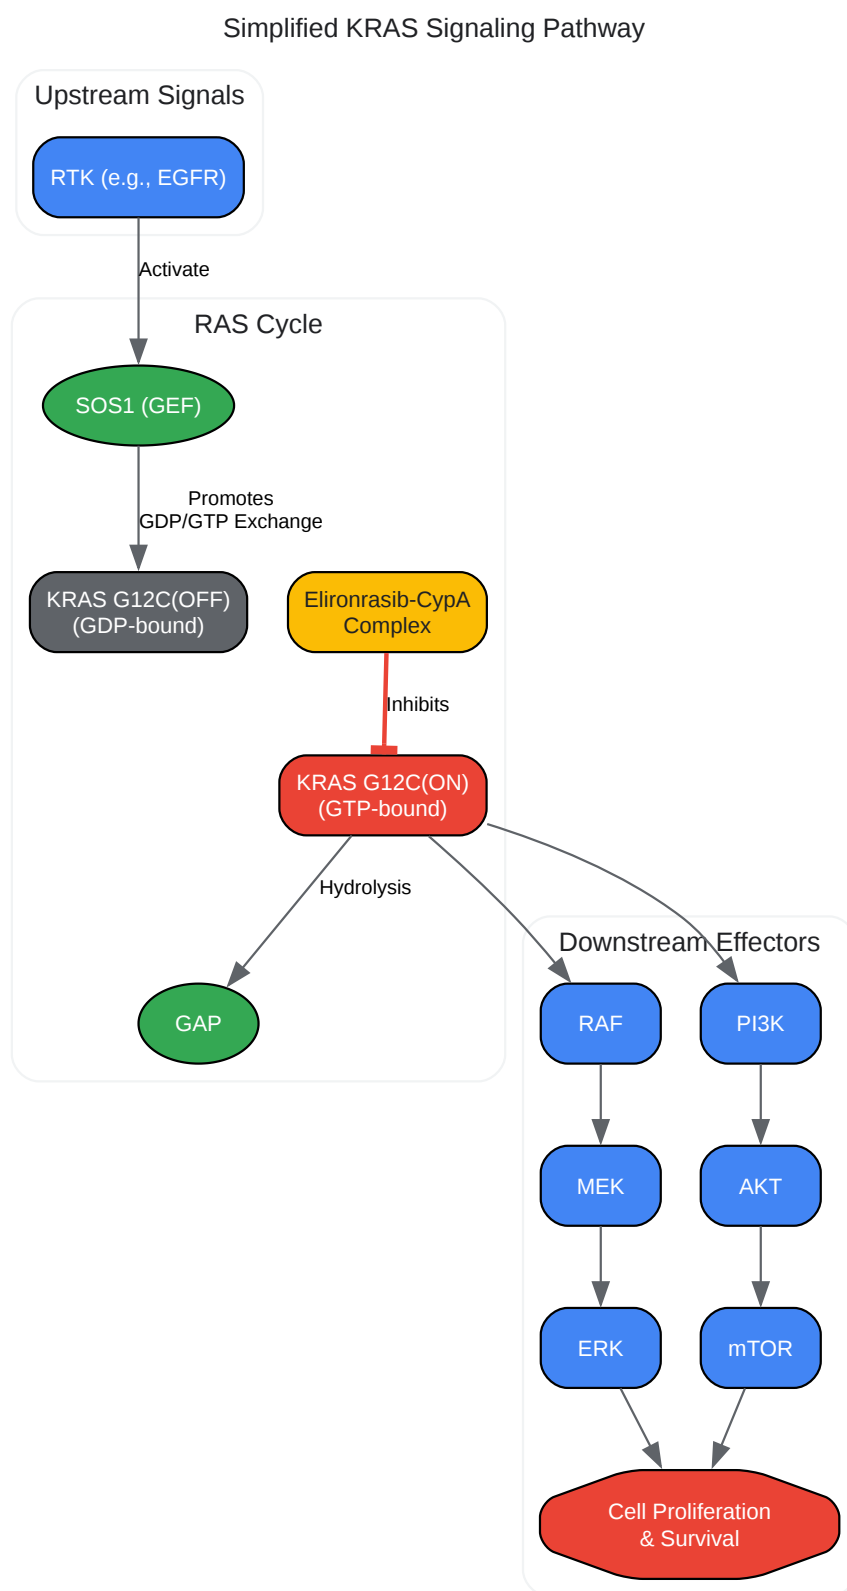 Simplified KRAS Signaling Pathway
Upstream Signals
RTK (e.g., EGFR)
Activate
RAS Cycle
SOS1 (GEF)
Promotes
GDP/GTP Exchange
KRAS G12C(OFF)
(GDP-bound)
Elironrasib-CypA
Complex
Inhibits
KRAS G12C(ON)
(GTP-bound)
Hydrolysis
GAP
Downstream Effectors
RAF
PI3K
MEK
AKT
ERK
mTOR
Cell Proliferation
& Survival